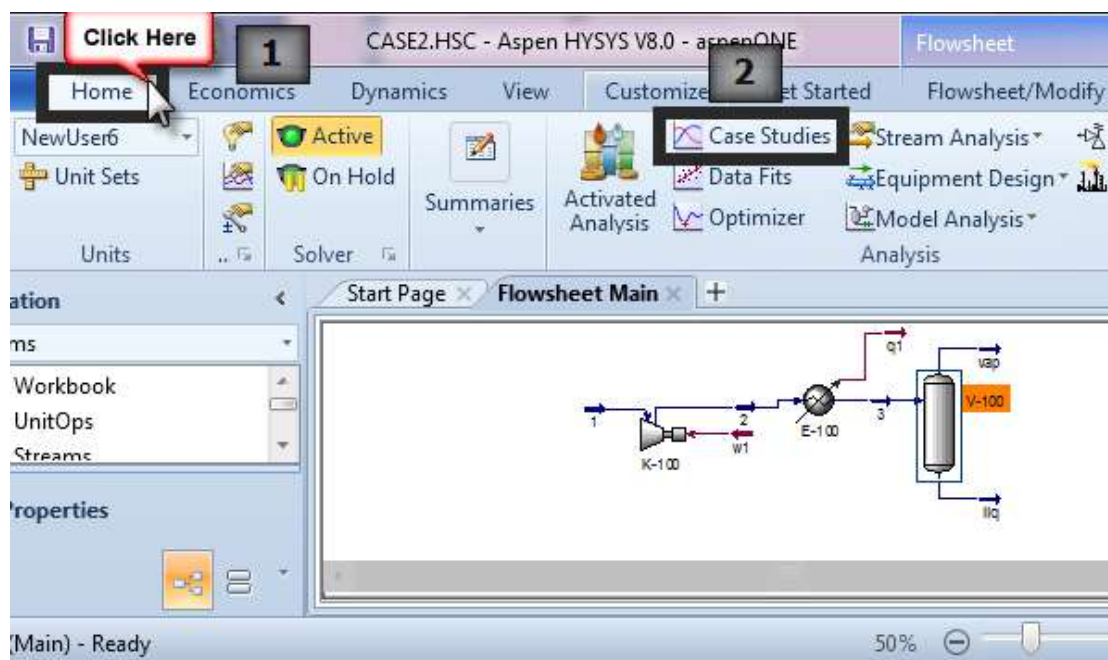 Click Here
1
CASE2.HSC - Aspen HYSYS V8.0 - aspenONE
Flowsheet
2
Home Economics Dynamics View Customize Get Started Flowsheet/Modify
NewUser6
Active
Case Studies
Stream Analysis
Unit Sets
On Hold
Summaries
Activated Analysis
Data Fits
Equipment Design
Optimizer
Model Analysis
Units
..
Solver
Analysis
ation
<
Start Page × Flowsheet Main × +
ms
Workbook
UnitOps
Streams
roperties
1
K-100
2
w1
E-100
q1
3
vap
V-100
liq
(Main) - Ready
50%